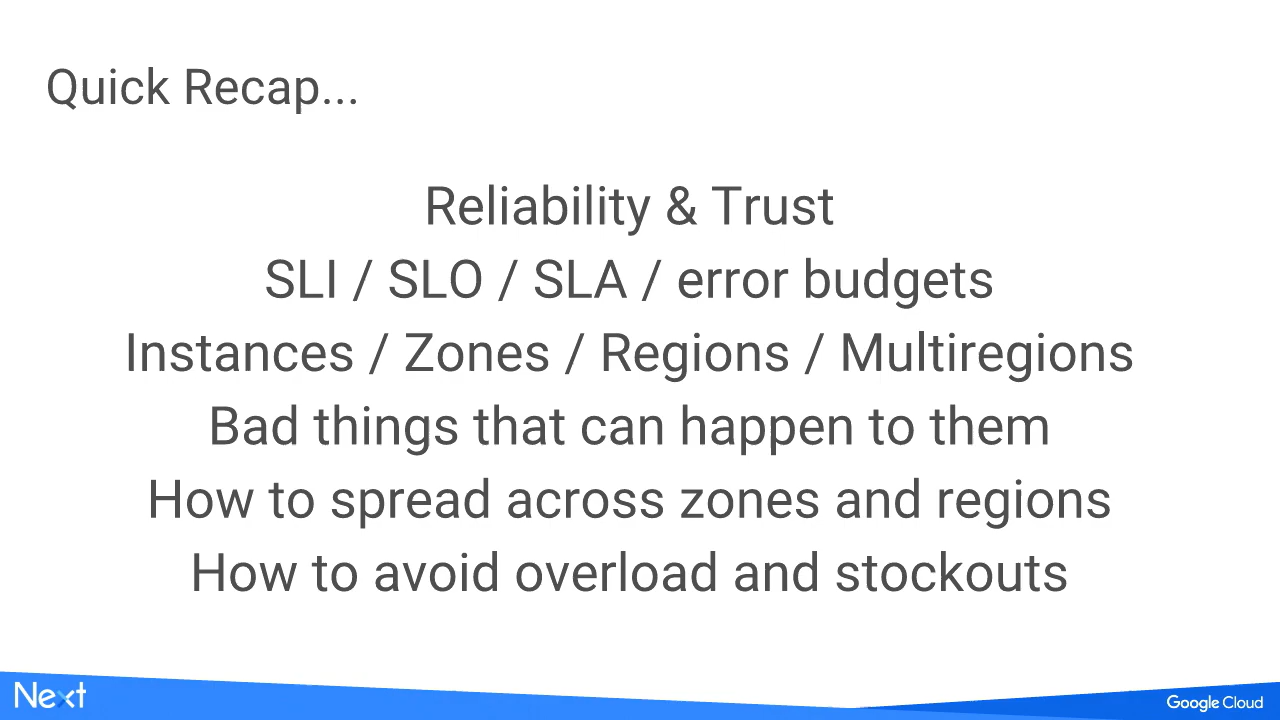 Quick Recap...
Reliability & Trust
SLI / SLO / SLA / error budgets
Instances / Zones / Regions / Multiregions
Bad things that can happen to them
How to spread across zones and regions
How to avoid overload and stockouts
Next
Google Cloud